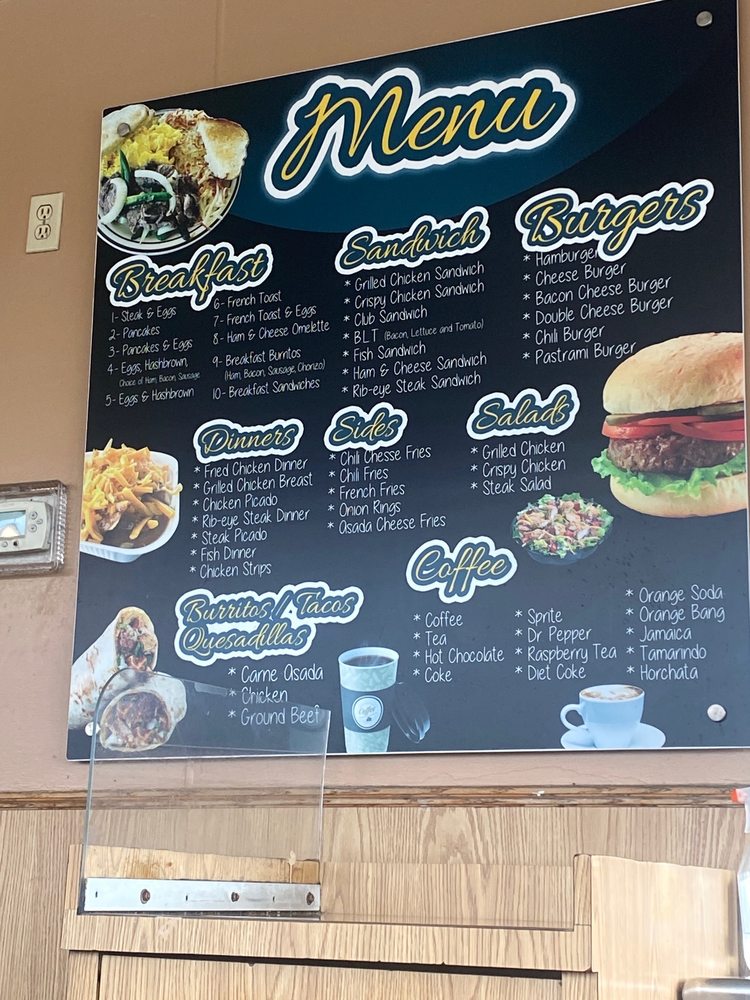 Menu
Breakfast
1- Steak & Eggs
2- Pancakes
3- Pancakes & Eggs
4- Eggs, Hashbrown,
Choice of Ham, Bacon, Sausage
5- Eggs & Hashbrown
6- French Toast
7- French Toast & Eggs
8- Ham & Cheese Omelette
9- Breakfast Burritos
(Ham, Bacon, Sausage, Chorizo)
10- Breakfast Sandwiches
Sandwich
* Grilled Chicken Sandwich
* Crispy Chicken Sandwich
* Club Sandwich
* BLT (Bacon, Lettuce and Tomato)
* Fish Sandwich
* Ham & Cheese Sandwich
* Rib-eye Steak Sandwich
Burgers
* Hamburger
* Cheese Burger
* Bacon Cheese Burger
* Double Cheese Burger
* Chili Burger
* Pastrami Burger
Dinners
* Fried Chicken Dinner
* Grilled Chicken Breast
* Chicken Picado
* Rib-eye Steak Dinner
* Steak Picado
* Fish Dinner
* Chicken Strips
Sides
* Chili Chesse Fries
* Chili Fries
* French Fries
* Onion Rings
* Asada Cheese Fries
Salads
* Grilled Chicken
* Crispy Chicken
* Steak Salad
Burritos / Tacos
Quesadillas
* Carne Asada
* Chicken
* Ground Beef
Coffee
* Coffee
* Tea
* Hot Chocolate
* Coke
* Sprite
* Dr Pepper
* Raspberry Tea
* Diet Coke
* Orange Soda
* Orange Bang
* Jamaica
* Tamarindo
* Horchata
Coffee